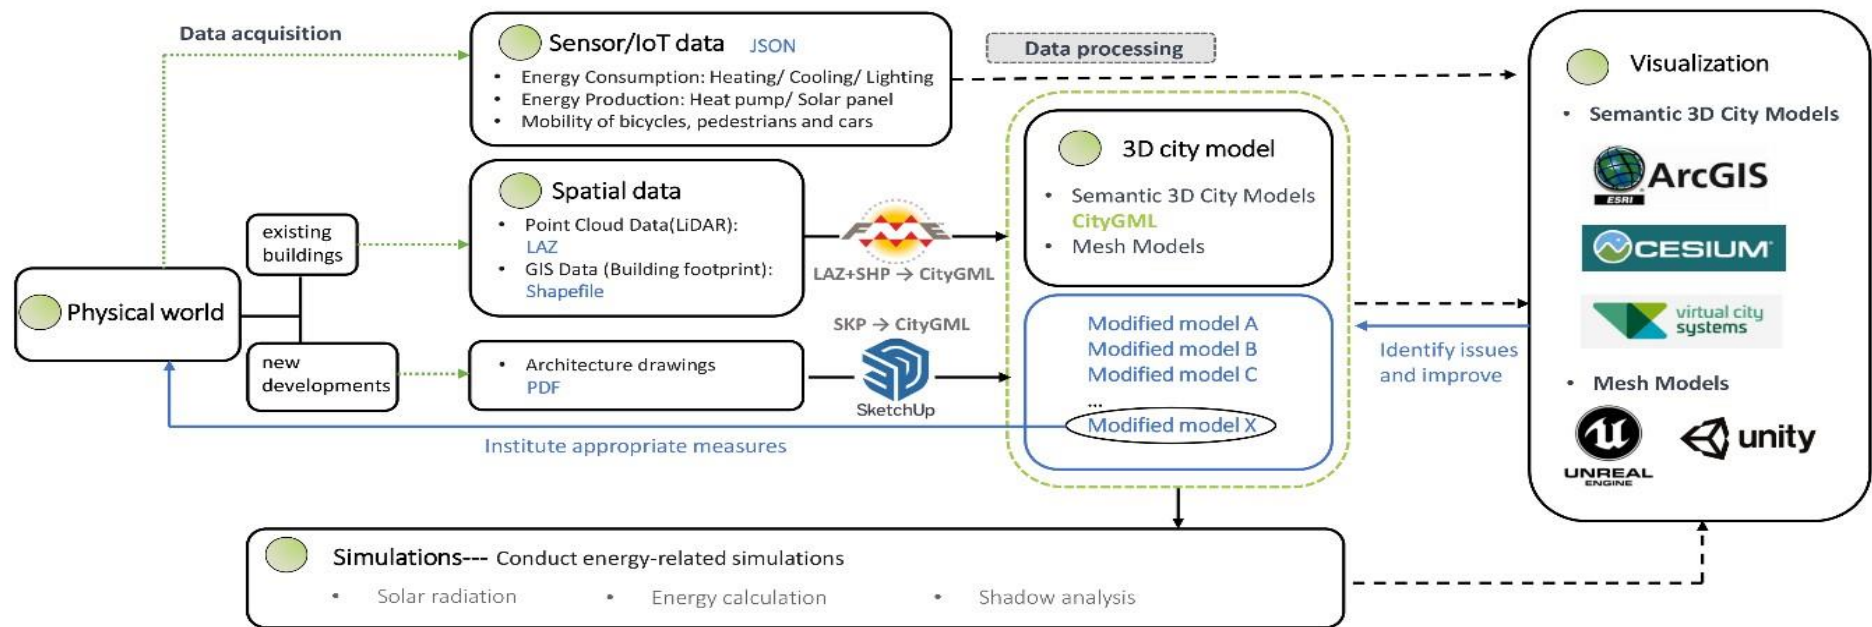 Data acquisition
Sensor/IoT data JSON
• Energy Consumption: Heating/ Cooling/ Lighting
• Energy Production: Heat pump/ Solar panel
• Mobility of bicycles, pedestrians and cars
Data processing
Visualization
• Semantic 3D City Models
ArcGIS
ESRI
CESIUM
virtual city
systems
• Mesh Models
UNREAL
ENGINE
unity
3D city model
• Semantic 3D City Models
CityGML
• Mesh Models
Spatial data
• Point Cloud Data(LiDAR):
LAZ
• GIS Data (Building footprint):
Shapefile
FME
LAZ+SHP → CityGML
existing
buildings
Physical world
new
developments
• Architecture drawings
PDF
SKP → CityGML
SketchUp
Modified model A
Modified model B
Modified model C
...
Modified model X
Identify issues
and improve
Institute appropriate measures
Simulations--- Conduct energy-related simulations
• Solar radiation • Energy calculation • Shadow analysis